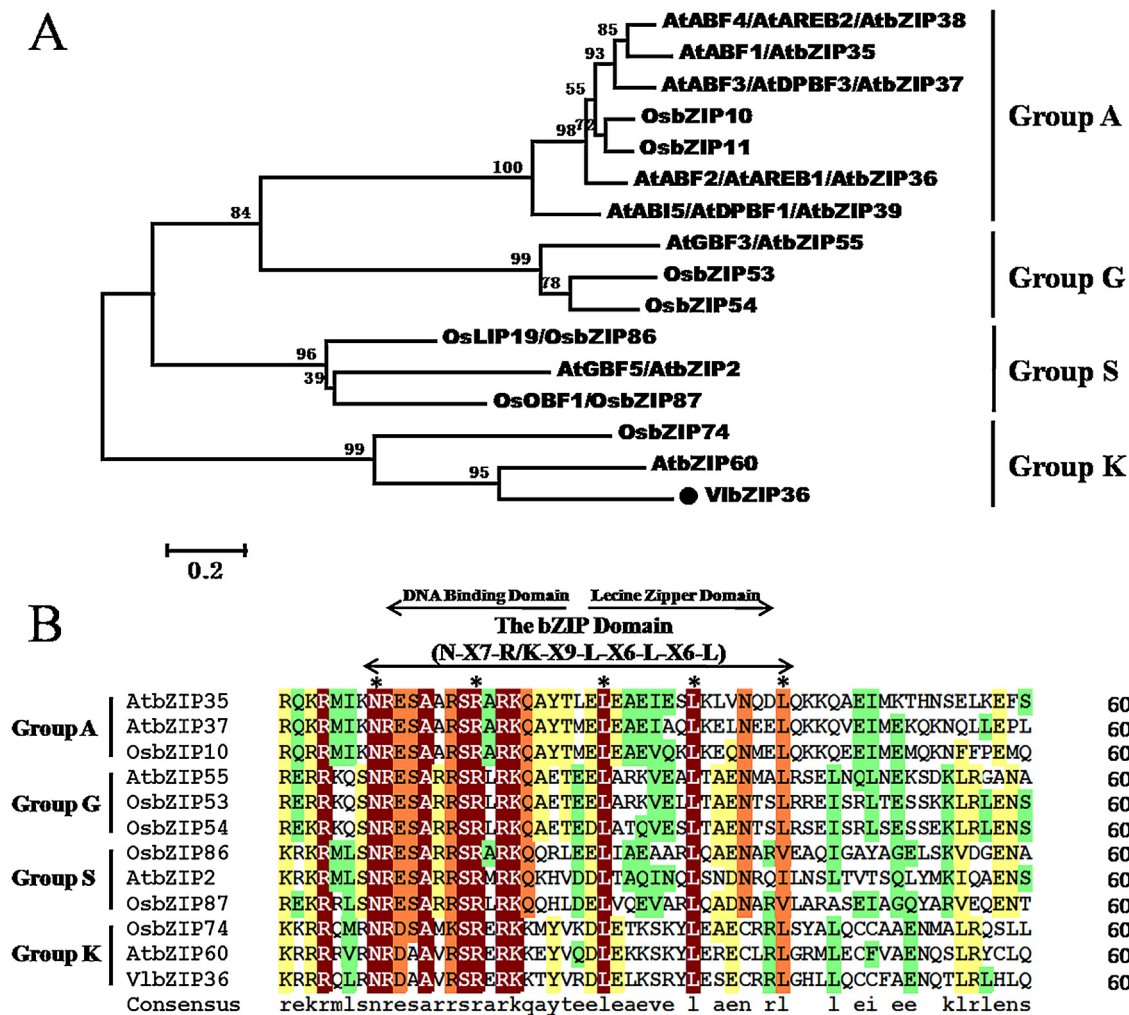 A
AtABF4/AtAREB2/AtbZIP38
85
AtABF1/AtbZIP35
93
AtABF3/AtDPBF3/AtbZIP37
55
OsbZIP10
Group A
98
72
OsbZIP11
100
AtABF2/AtAREB1/AtbZIP36
AtABI5/AtDPBF1/AtbZIP39
84
AtGBF3/AtbZIP55
99
OsbZIP53
Group G
78
OsbZIP54
OsLIP19/OsbZIP86
96
AtGBF5/AtbZIP2
Group S
39
OsOBF1/OsbZIP87
OsbZIP74
99
AtbZIP60
Group K
95
VlbZIP36
0.2
B
DNA Binding Domain Lecine Zipper Domain
The bZIP Domain
(N-X7-R/K-X9-L-X6-L-X6-L)
* * * * *
Group A
AtbZIP35 RQKRMIKNRESAARSRARKQAYTLELEAEIESLKLVNQDLQKKQAEIMKTHNSELKEFS 60
AtbZIP37 RQRRMIKNRESAARSRARKQAYTMELEAEIAQLKELNEELQKKQVEIMEKQKNQLLEPL 60
OsbZIP10 RQRRMIKNRESAARSRARKQAYTMELEAEVQKLKEQNMELQKKQEEIMEMQKNFFPEMQ 60
Group G
AtbZIP55 RERRKQSNRESARRSRLRKQAETEELARKVEALTAENMALRSELNQLNEKSDKLRGANA 60
OsbZIP53 RERRKQSNRESARRSRLRKQAETEELARKVELLTAENTSLRREISRLTESSKKLRLENS 60
OsbZIP54 REKRKQSNRESARRSRLRKQAETEDLATQVESLTAENTSLRSEISRLSESSEKLRLENS 60
Group S
OsbZIP86 KRKRMLSNRESARRSRARKQQRLEELIAEAARLQAENARVEAQIGAYAGELSKVDGENA 60
AtbZIP2 KRKRMLSNRESARRSRMRKQKHVDDLTAQINQLSNDNRQILNSLTVTSQLYMKIQAENS 60
OsbZIP87 REKRRLSNRESARRSRLRKQQHLDELVQEVARLQADNARVLARASEIAGQYARVEQENT 60
Group K
OsbZIP74 KKRRQMRNRDSAMKSRERKKMYVKDLETKSKYLEAECRRLSYALQCCAAENMALRQSLL 60
AtbZIP60 KRRRRVRNRDAAVRSRERKKEYVQDLEKKSKYLERECLRLGRMLECFVAENQSLRYCLQ 60
VlbZIP36 KRRRQLRNRDAAVRSRERKKTYVRDLELKSRYLESECRRLGHLLQCCFAENQTLRLHLQ 60
Consensus rekrmlsnresarrsrarkqayteeleaeve l aen rl l ei ee klrlens